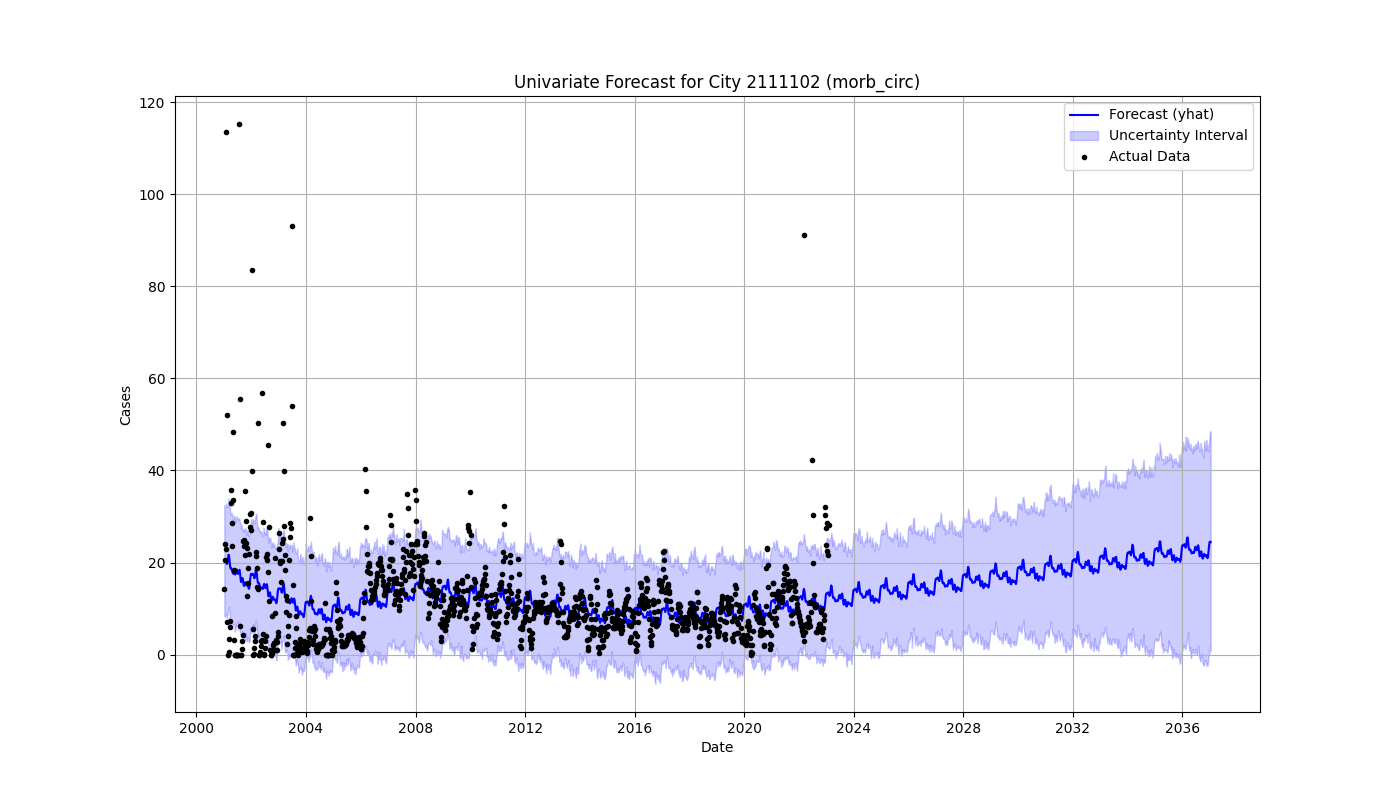 Univariate Forecast for City 2111102 (morb_circ)
120
100
80
60
40
20
0
Cases
Forecast (yhat)
Uncertainty Interval
Actual Data
2000 2004 2008 2012 2016 2020 2024 2028 2032 2036
Date